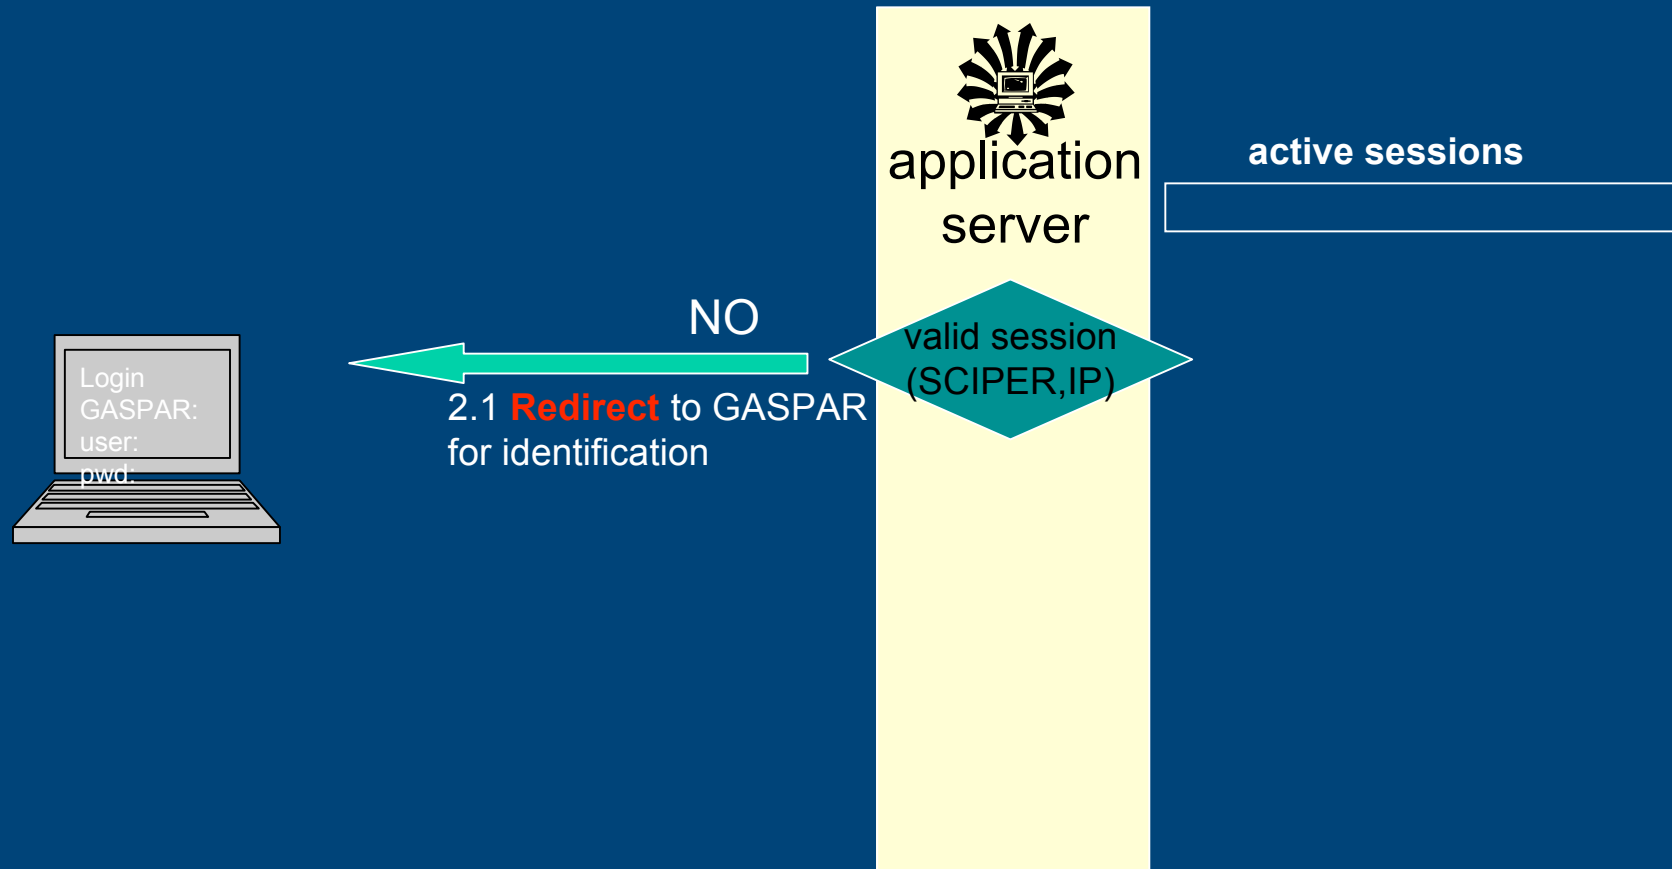 application
server
active sessions
NO
valid session
(SCIPER,IP)
2.1 Redirect to GASPAR
for identification
Login
GASPAR:
user:
pwd: